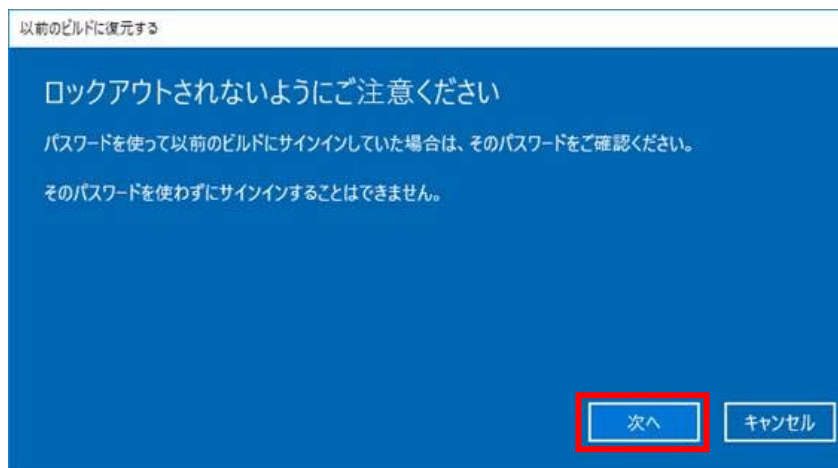 以前のビルドに復元する
ロックアウトされないようにご注意ください
パスワードを使って以前のビルドにサインインしていた場合は、そのパスワードをご確認ください。
そのパスワードを使わずにサインインすることはできません。
次へ
キャンセル